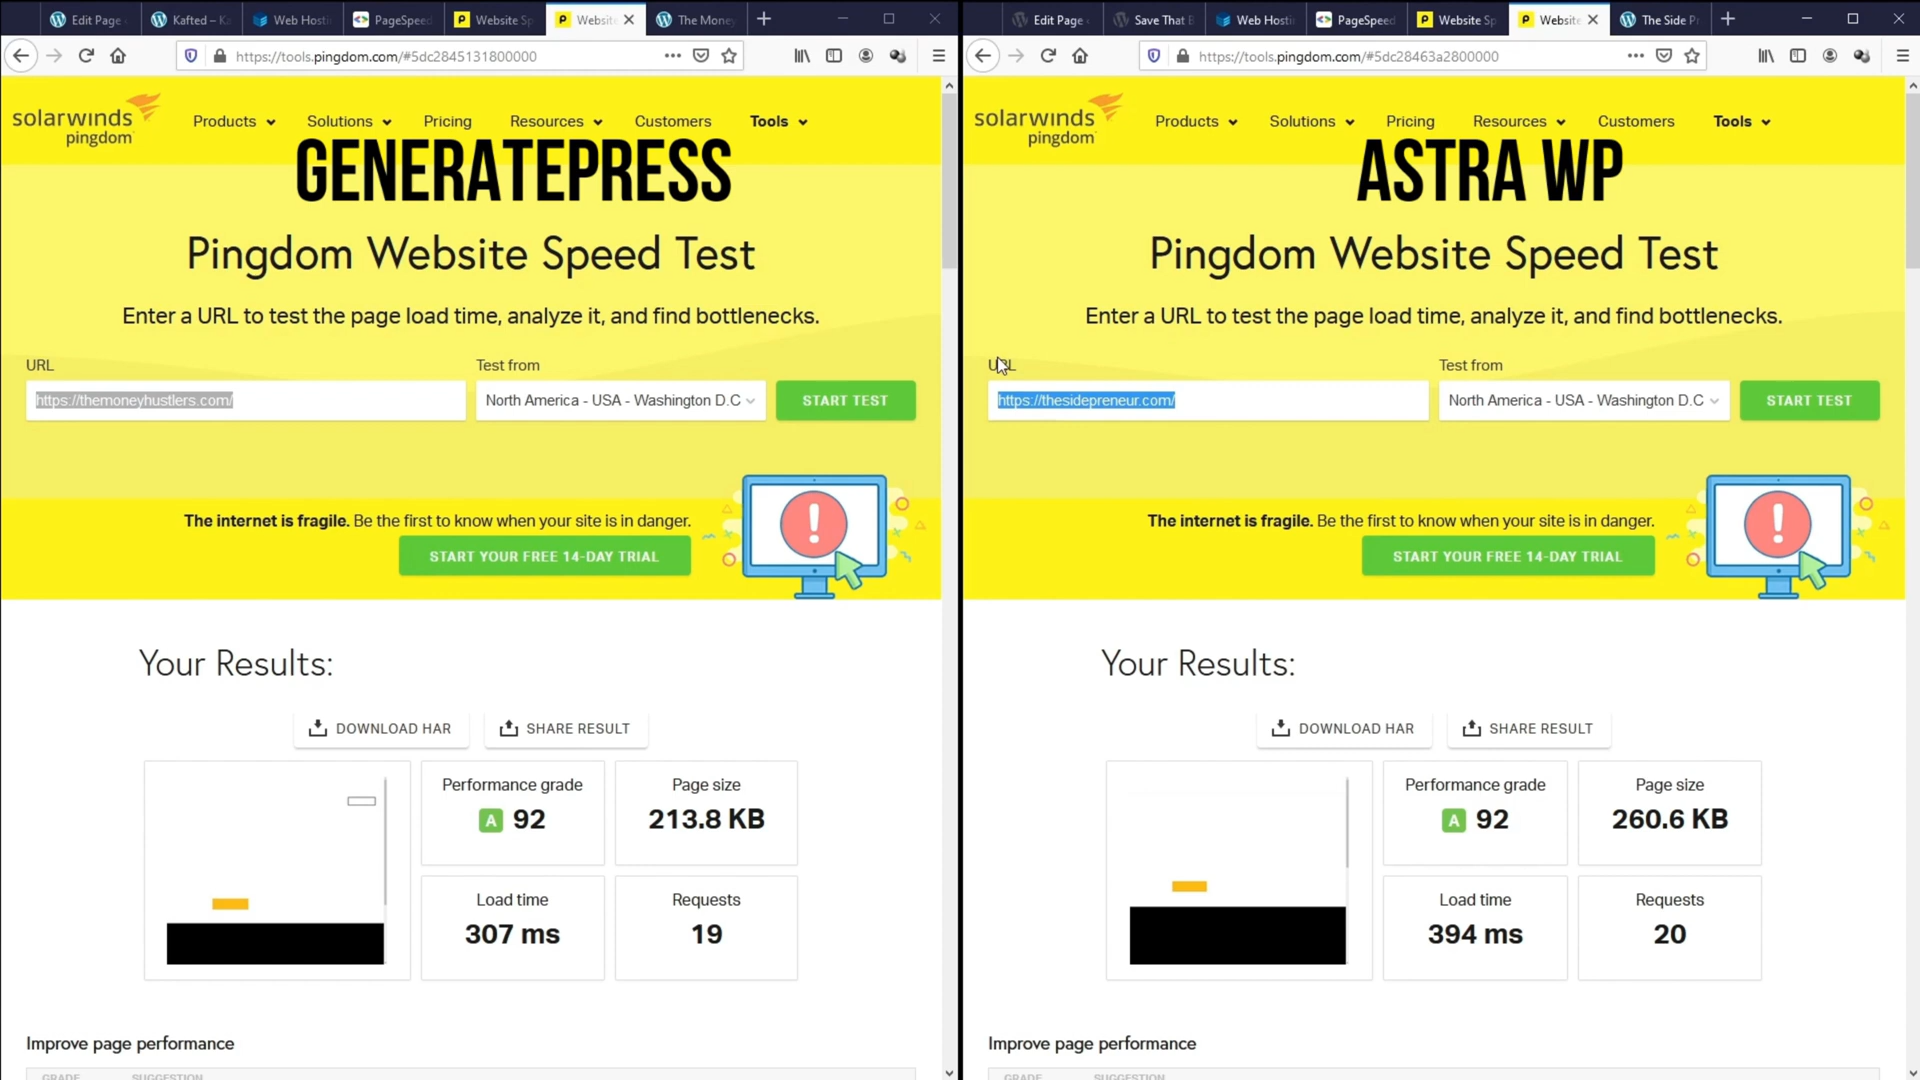 Edit Page
Kafted – K
Web Hosti
PageSpeed
Website Sp
Website
The Money
https://tools.pingdom.com/#5dc2845131800000
solarwinds
pingdom
Products
Solutions
Pricing
Resources
Customers
Tools
GENERATEPRESS
Pingdom Website Speed Test
Enter a URL to test the page load time, analyze it, and find bottlenecks.
URL
Test from
https://themoneyhustlers.com/
North America - USA - Washington D.C
START TEST
The internet is fragile. Be the first to know when your site is in danger.
START YOUR FREE 14-DAY TRIAL
!
Your Results:
DOWNLOAD HAR
SHARE RESULT
Performance grade
A 92
Page size
213.8 KB
Load time
307 ms
Requests
19
Improve page performance
GRADE
SUGGESTION
Edit Page
Save That B
Web Hostin
PageSpeed
Website Sp
Website
The Side Pr
https://tools.pingdom.com/#5dc28463a2800000
solarwinds
pingdom
Products
Solutions
Pricing
Resources
Customers
Tools
ASTRA WP
Pingdom Website Speed Test
Enter a URL to test the page load time, analyze it, and find bottlenecks.
URL
Test from
https://thesidepreneur.com/
North America - USA - Washington D.C
START TEST
The internet is fragile. Be the first to know when your site is in danger.
START YOUR FREE 14-DAY TRIAL
!
Your Results:
DOWNLOAD HAR
SHARE RESULT
Performance grade
A 92
Page size
260.6 KB
Load time
394 ms
Requests
20
Improve page performance
GRADE
SUGGESTION